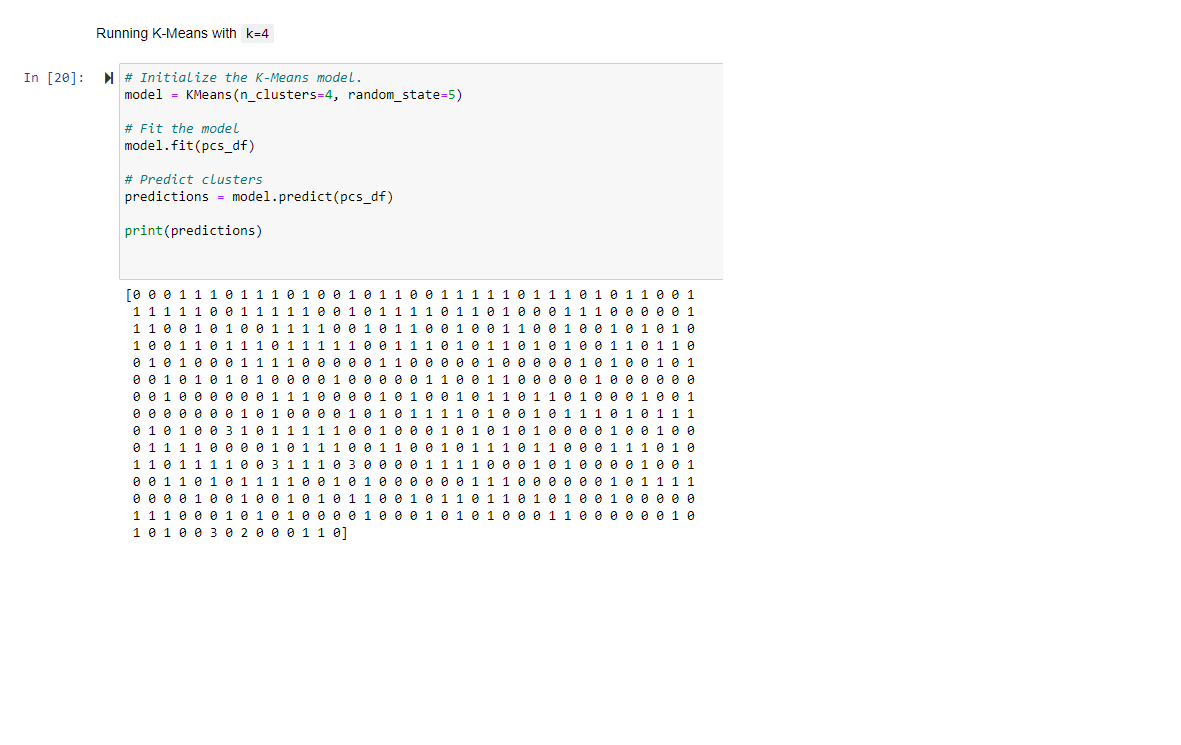 Running K-Means with k=4
In [20]:
# Initialize the K-Means model.
model = KMeans(n_clusters=4, random_state=5)
# Fit the model
model.fit(pcs_df)
# Predict clusters
predictions = model.predict(pcs_df)
print(predictions)
[0 0 0 1 1 1 0 1 1 1 0 1 0 0 1 0 1 1 0 0 1 1 1 1 1 0 1 1 1 0 1 0 1 1 0 0 1
1 1 1 1 1 0 0 1 1 1 1 1 0 0 1 0 1 1 1 1 0 1 1 0 1 0 0 0 1 1 1 0 0 0 0 0 1
1 1 0 0 1 0 1 0 0 1 1 1 1 0 0 1 0 1 1 0 0 1 0 0 1 1 0 0 1 0 0 1 0 1 0 1 0
1 0 0 1 1 0 1 1 1 0 1 1 1 1 1 0 0 1 1 1 0 1 0 1 1 0 1 0 1 0 0 1 1 0 1 1 0
0 1 0 1 0 0 0 1 1 1 1 0 0 0 0 0 1 1 0 0 0 0 0 1 0 0 0 0 0 1 0 1 0 0 1 0 1
0 0 1 0 1 0 1 0 1 0 0 0 0 1 0 0 0 0 0 1 1 0 0 1 1 0 0 0 0 0 1 0 0 0 0 0 0
0 0 1 0 0 0 0 0 0 1 1 1 0 0 0 0 1 0 1 0 0 1 0 1 1 0 1 1 0 1 0 0 0 1 0 0 1
0 0 0 0 0 0 0 1 0 1 0 0 0 0 1 0 1 0 1 1 1 1 0 1 0 0 1 0 1 1 1 0 1 0 1 1 1
0 1 0 1 0 0 3 1 0 1 1 1 1 1 0 0 1 0 0 0 1 0 1 0 1 0 1 0 0 0 0 1 0 0 1 0 0
0 1 1 1 1 0 0 0 0 1 0 1 1 1 0 0 1 1 0 0 1 0 1 1 1 0 1 1 0 0 0 1 1 1 0 1 0
1 1 0 1 1 1 1 0 0 3 1 1 1 0 3 0 0 0 0 1 1 1 1 0 0 0 1 0 1 0 0 0 0 1 0 0 1
0 0 1 1 0 1 0 1 1 1 1 0 0 1 0 1 0 0 0 0 0 0 1 1 1 0 0 0 0 0 0 1 0 1 1 1 1
0 0 0 0 1 0 0 1 0 0 1 0 1 0 1 1 0 0 1 0 1 1 0 1 1 0 1 0 1 0 0 1 0 0 0 0 0
1 1 1 0 0 0 1 0 1 0 1 0 0 0 0 1 0 0 0 1 0 1 0 1 0 0 0 1 1 0 0 0 0 0 0 1 0
1 0 1 0 0 3 0 2 0 0 0 1 1 0]